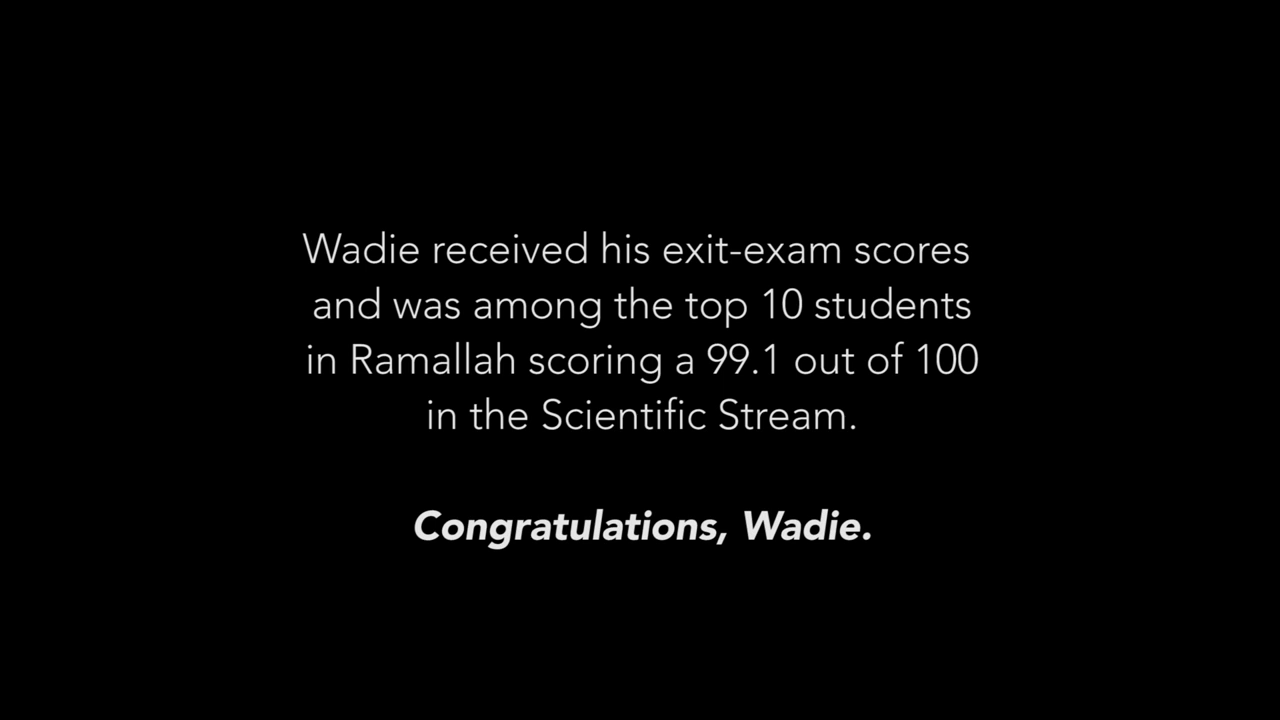 Wadie received his exit-exam scores
and was among the top 10 students
in Ramallah scoring a 99.1 out of 100
in the Scientific Stream.
Congratulations, Wadie.